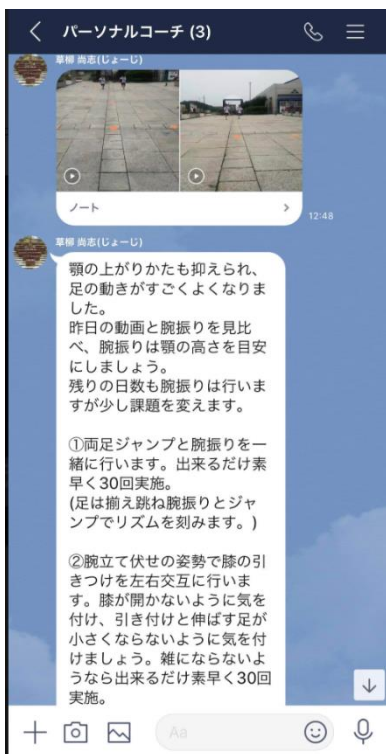 パーソナルコーチ (3)
草柳 尚志(じょーじ)
ノート
12:48
草柳 尚志(じょーじ)
顎の上がりかたも抑えられ、
足の動きがすごくよくなりま
した。
昨日の動画と腕振りを見比
べ、腕振りは顎の高さを目安
にしましょう。
残りの日数も腕振りは行いま
すが少し課題を変えます。
①両足ジャンプと腕振りを一
緒に行います。出来るだけ素
早く30回実施。
(足は揃え跳ね腕振りとジャ
ンプでリズムを刻みます。)
②腕立て伏せの姿勢で膝の引
きつけを左右交互に行いま
す。膝が開かないように気を
付け、引き付けと伸ばす足が
小さくならないように気を付
けましょう。雑にならないよ
うなら出来るだけ素早く30回
実施。
Aa